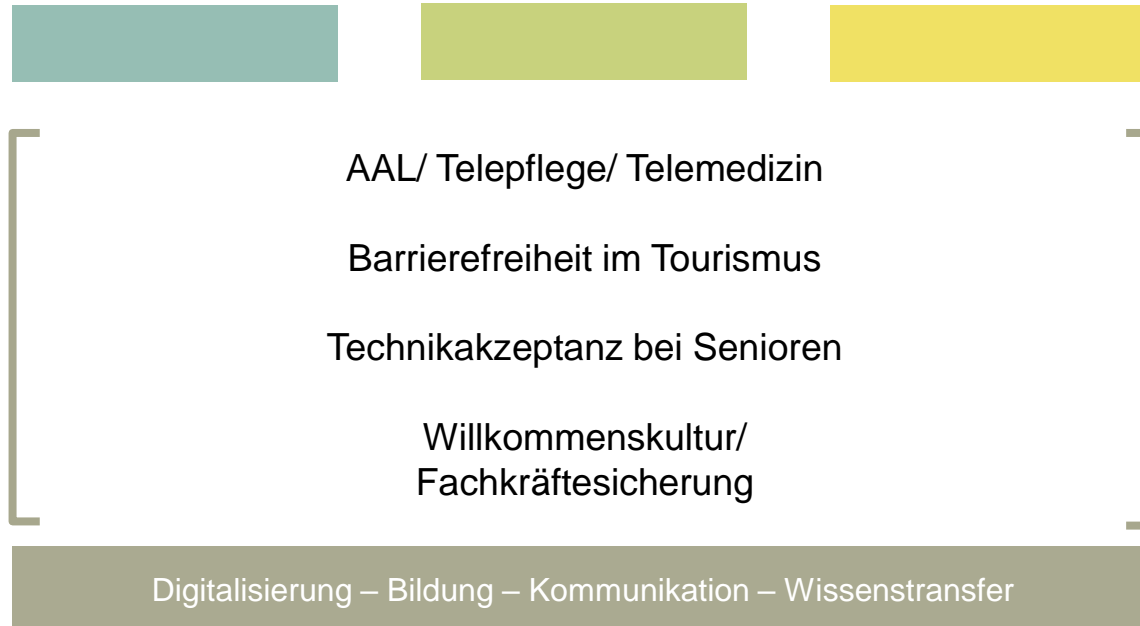 AAL/ Telepflege/ Telemedizin
Barrierefreiheit im Tourismus
Technikakzeptanz bei Senioren
Willkommenskultur/
Fachkräftesicherung
Digitalisierung – Bildung – Kommunikation – Wissenstransfer